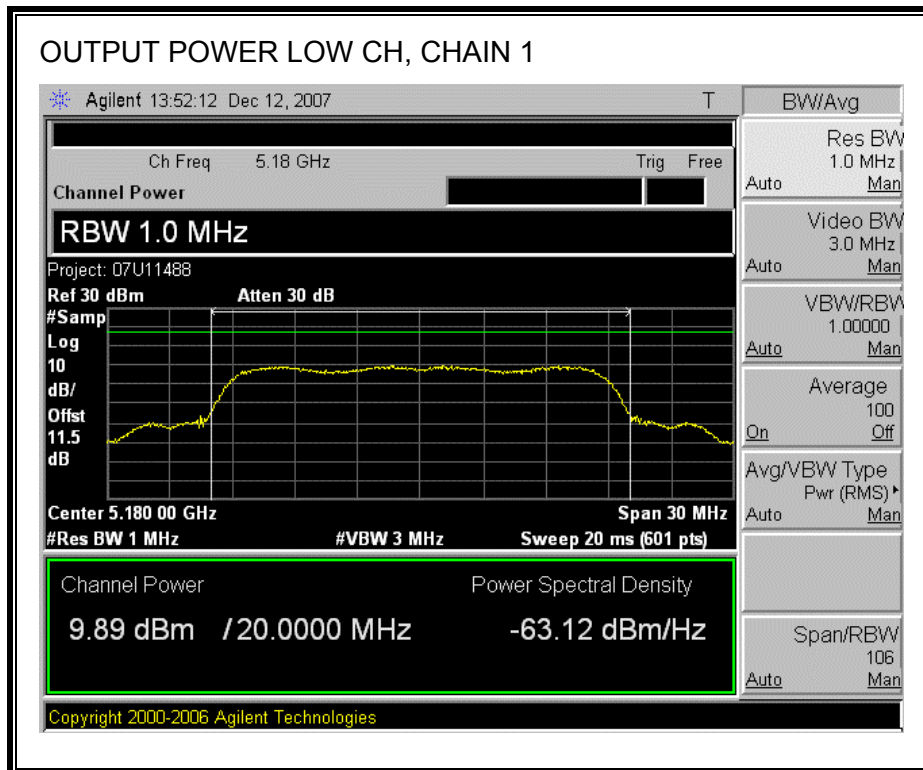 OUTPUT POWER LOW CH, CHAIN 1
Agilent 13:52:12 Dec 12, 2007 T
BW/Avg
Ch Freq 5.18 GHz Trig Free
Channel Power
RBW 1.0 MHz
Project: 07U11488
Ref 30 dBm Atten 30 dB
#Samp
Log
10
dB/
Offst
11.5
dB
Center 5.180 00 GHz Span 30 MHz
#Res BW 1 MHz #VBW 3 MHz Sweep 20 ms (601 pts)
Channel Power Power Spectral Density
9.89 dBm / 20.0000 MHz -63.12 dBm/Hz
Copyright 2000-2006 Agilent Technologies
Res BW
1.0 MHz
Auto Man
Video BW
3.0 MHz
Auto Man
VBW/RBW
1.00000
Auto Man
Average
100
On Off
Avg/VBW Type
Pwr (RMS)
Auto Man
Span/RBW
106
Auto Man